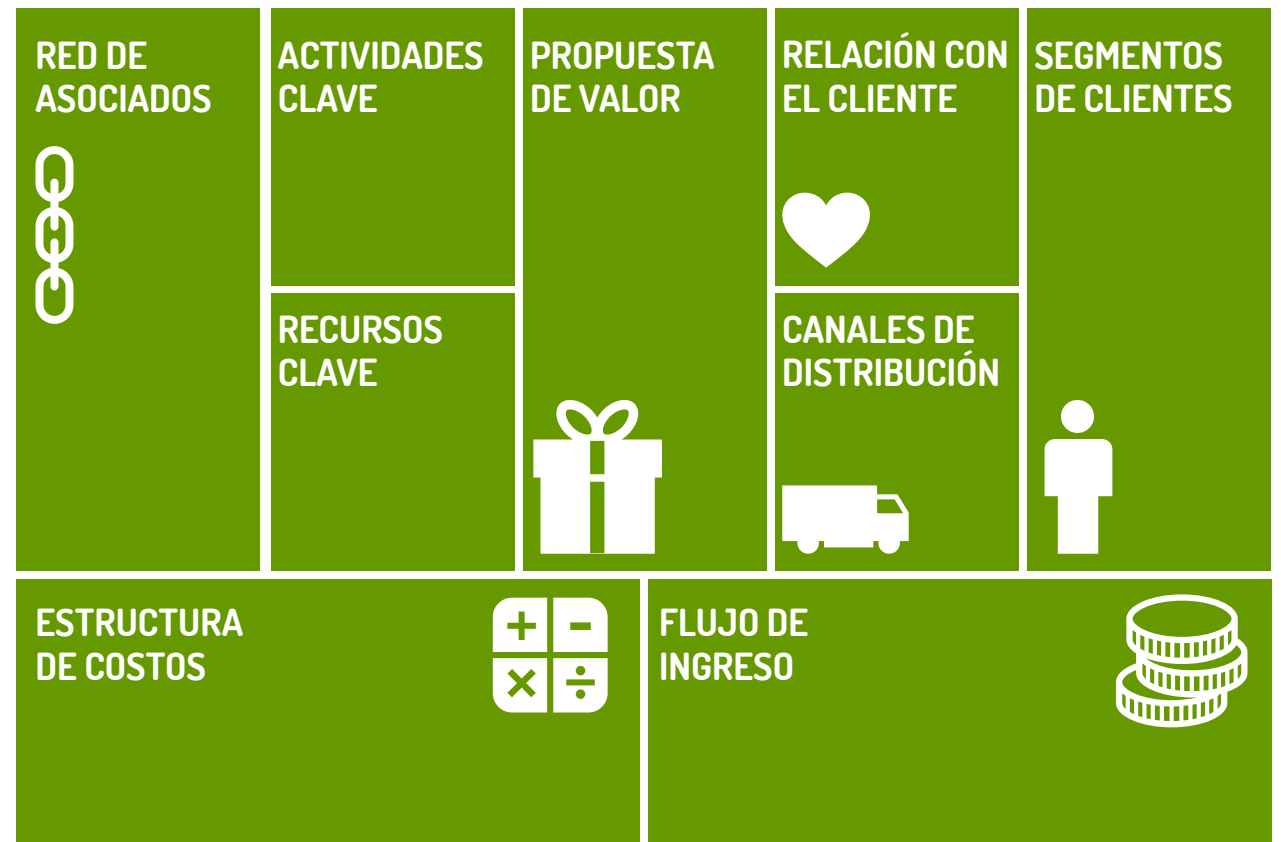 RED DE
ASOCIADOS
ACTIVIDADES
CLAVE
RECURSOS
CLAVE
PROPUESTA
DE VALOR
RELACIÓN CON
EL CLIENTE
CANALES DE
DISTRIBUCIÓN
SEGMENTOS
DE CLIENTES
ESTRUCTURA
DE COSTOS
+ -
× ÷
FLUJO DE
INGRESO